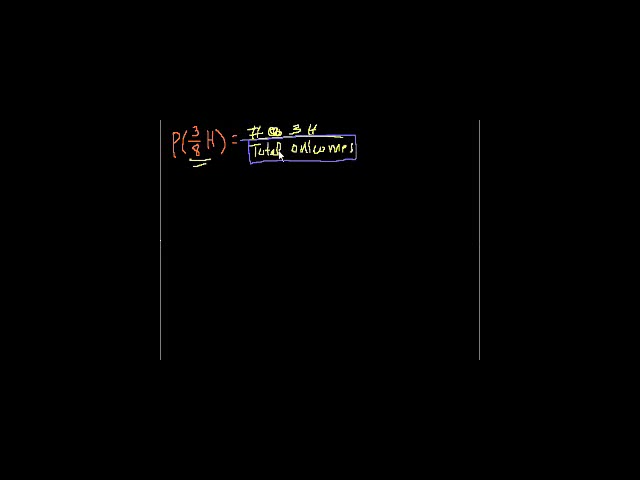 P(3/8 H) = # 3 H
Total outcomes